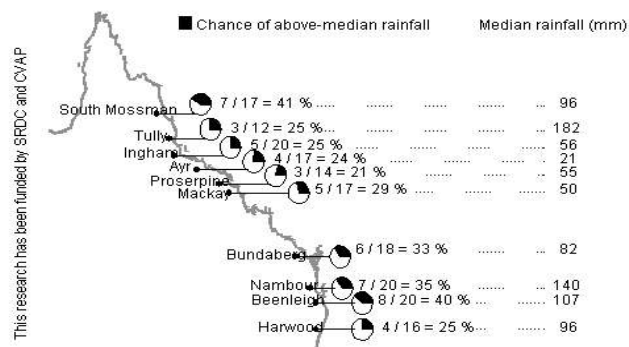 Chance of above-median rainfall Median rainfall (mm)
South Mossman 7 / 17 = 41 % ..... ....... ...... ...... .. 96
Tully 3 / 12 = 25 % ..... ....... ...... ...... .. 182
Ingham 5 / 20 = 25 % ..... ....... ...... ...... .. 56
Ayr 4 / 17 = 24 % ..... ....... ...... ...... .. 21
Proserpine 3 / 14 = 21 % ..... ....... ...... ...... .. 55
Mackay 5 / 17 = 29 % ..... ....... ...... ...... .. 50
Bundaberg 6 / 18 = 33 % ....... ...... .. 82
Nambour 7 / 20 = 35 % ....... ...... ... 140
Beenleigh 8 / 20 = 40 % ....... ...... .. 107
Harwood 4 / 16 = 25 % ..... ...... ... 96
This research has been funded by SRDC and CVAP